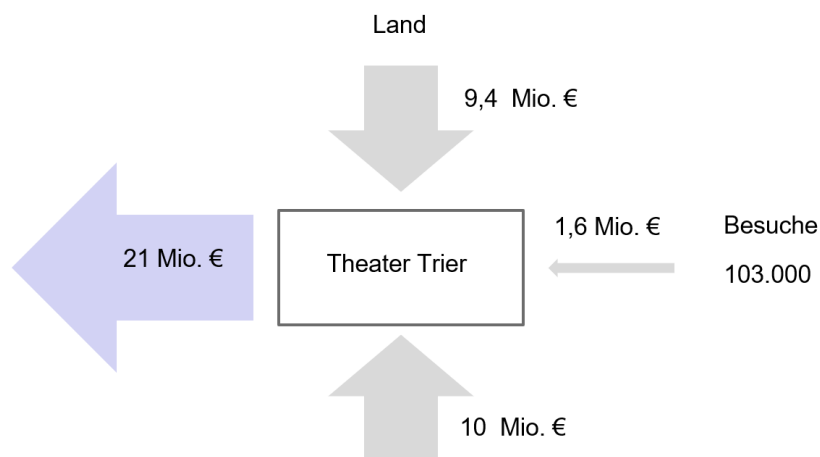 Land
9,4 Mio. €
1,6 Mio. €
Besuche
21 Mio. €
Theater Trier
103.000
10 Mio. €